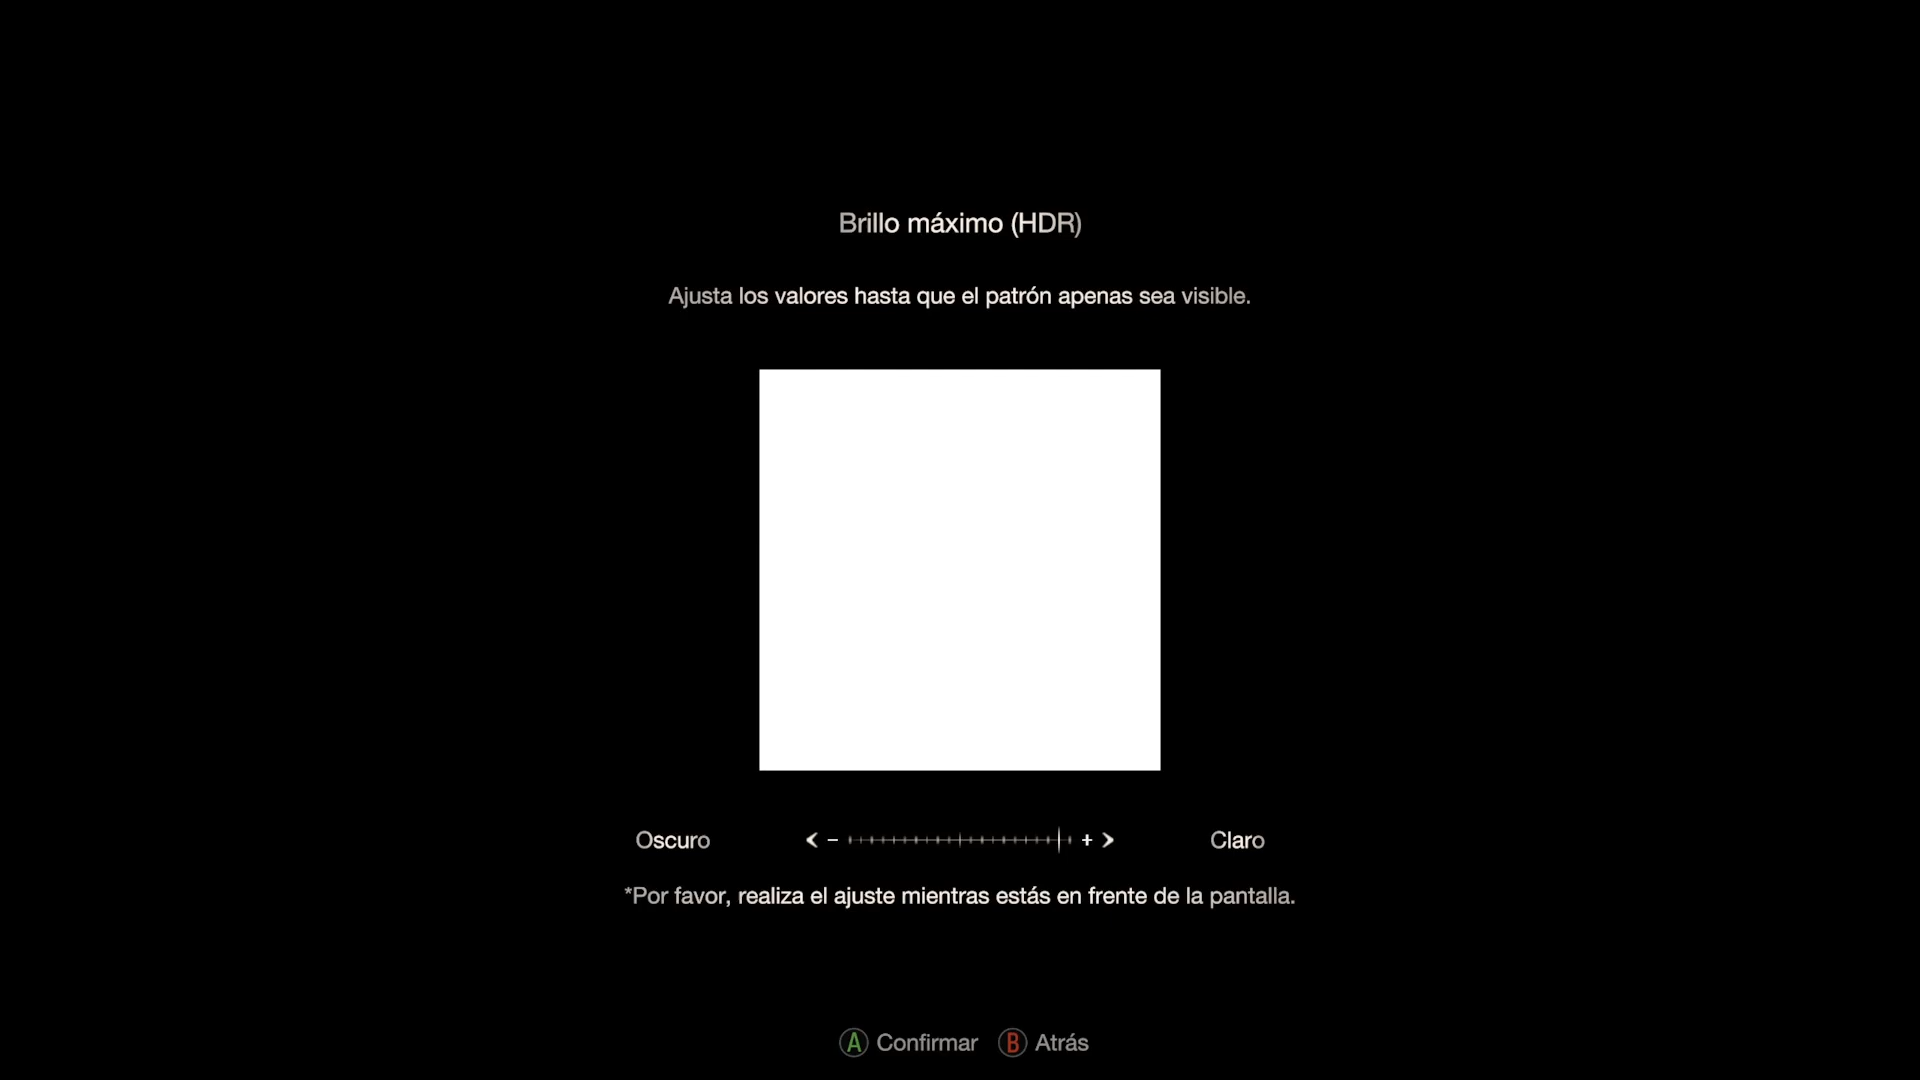 Brillo máximo (HDR)
Ajusta los valores hasta que el patrón apenas sea visible.
Oscuro < − + > Claro
*Por favor, realiza el ajuste mientras estás en frente de la pantalla.
A Confirmar B Atrás